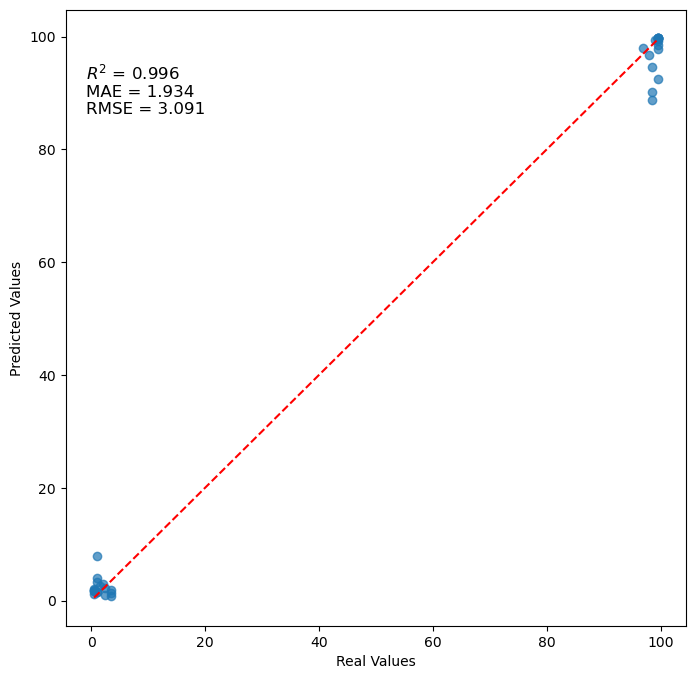 R² = 0.996
MAE = 1.934
RMSE = 3.091
100
80
60
40
20
0
Predicted Values
0 20 40 60 80 100
Real Values